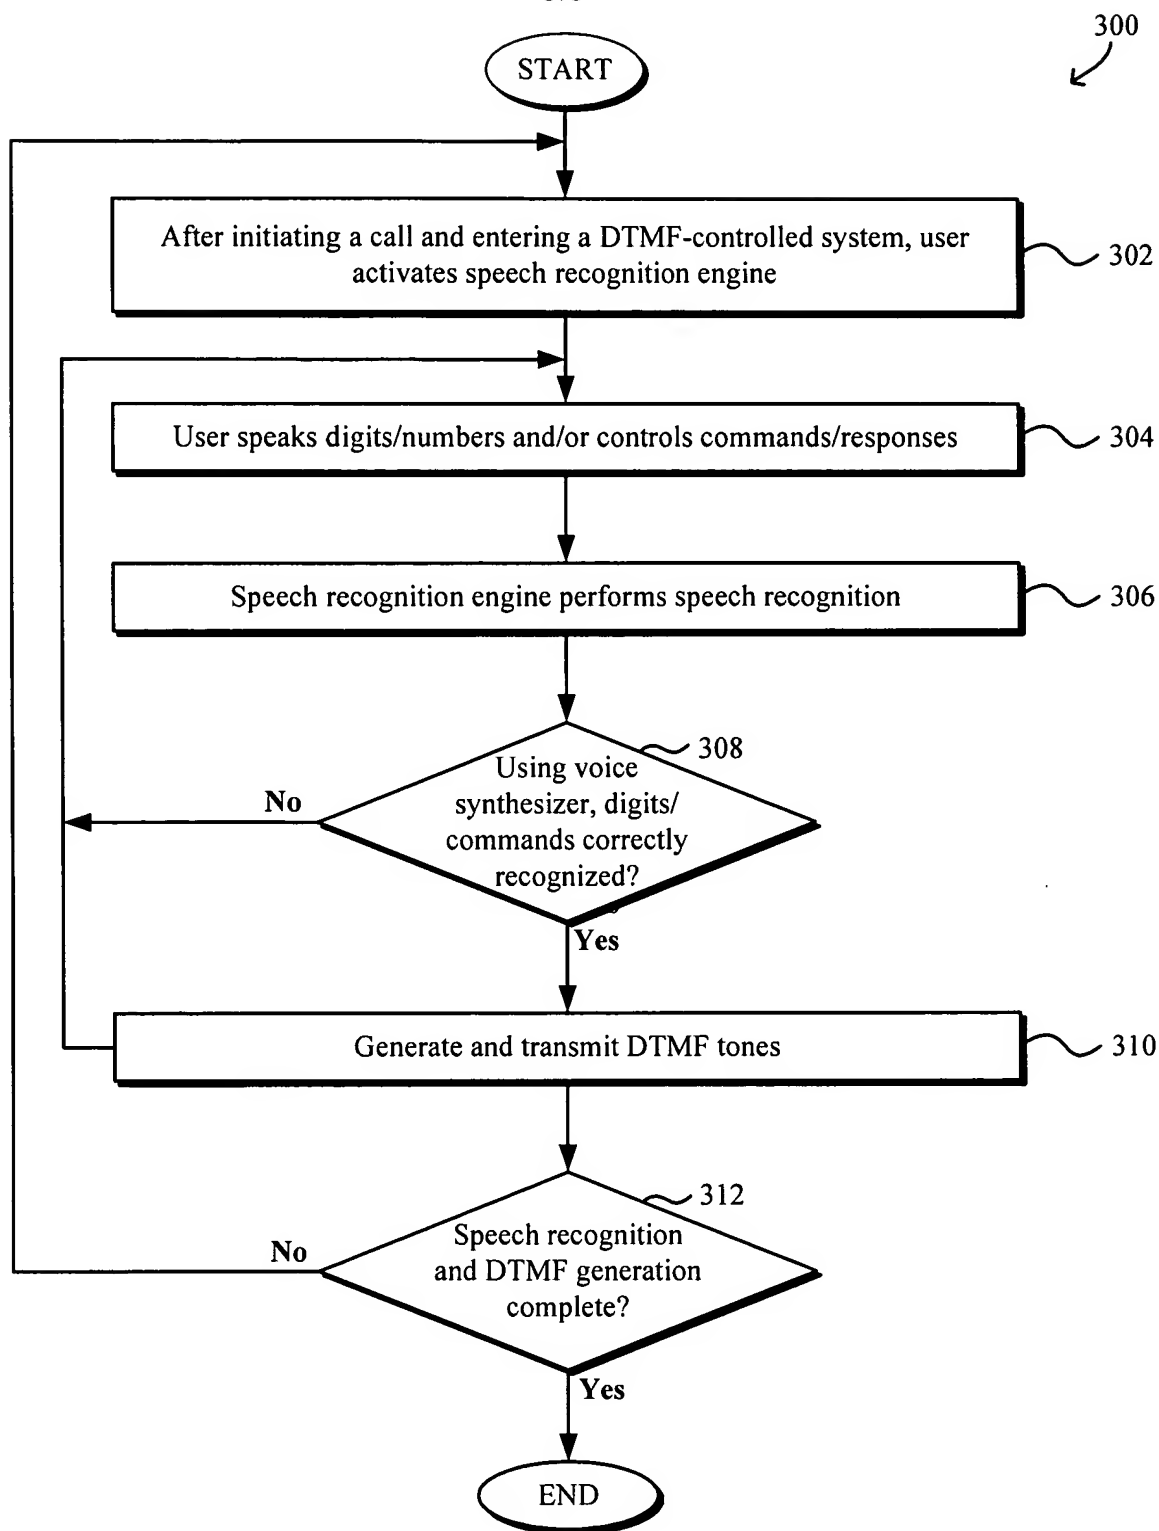 300
START
After initiating a call and entering a DTMF-controlled system, user
activates speech recognition engine
302
User speaks digits/numbers and/or controls commands/responses
304
Speech recognition engine performs speech recognition
306
308
Using voice
synthesizer, digits/
commands correctly
recognized?
No
Yes
Generate and transmit DTMF tones
310
312
Speech recognition
and DTMF generation
complete?
No
Yes
END